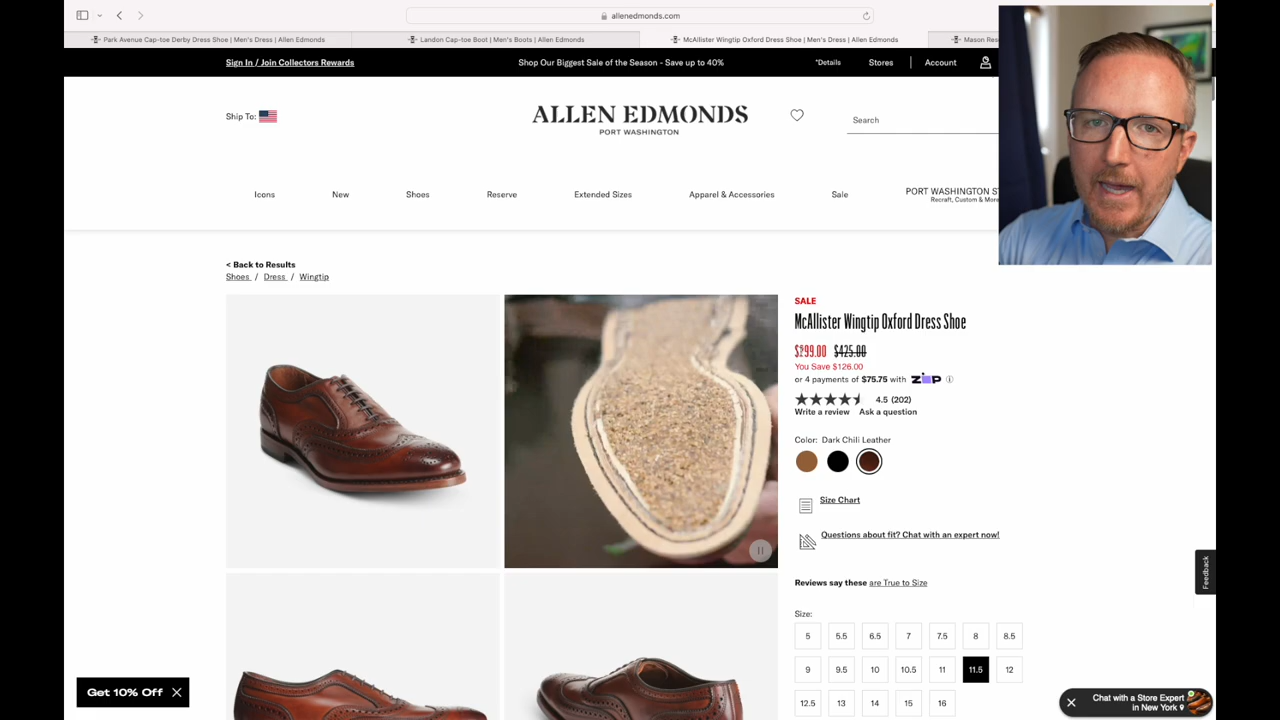 allenedmonds.com
Park Avenue Cap-toe Derby Dress Shoe | Men's Dress | Allen Edmonds
Landon Cap-toe Boot | Men's Boots | Allen Edmonds
McAllister Wingtip Oxford Dress Shoe | Men's Dress | Allen Edmonds
Mason Res
Sign In / Join Collectors Rewards
Shop Our Biggest Sale of the Season - Save up to 40%
*Details
Stores
Account
Ship To:
ALLEN EDMONDS
PORT WASHINGTON
Search
Icons
New
Shoes
Reserve
Extended Sizes
Apparel & Accessories
Sale
PORT WASHINGTON ST
Recraft, Custom & More
< Back to Results
Shoes / Dress / Wingtip
SALE
McAllister Wingtip Oxford Dress Shoe
$299.00 $425.00
You Save $126.00
or 4 payments of $75.75 with ZIP
4.5 (202)
Write a review Ask a question
Color: Dark Chili Leather
Size Chart
Questions about fit? Chat with an expert now!
Reviews say these are True to Size
Size:
5 5.5 6.5 7 7.5 8 8.5
9 9.5 10 10.5 11 11.5 12
12.5 13 14 15 16
Feedback
Get 10% Off
Chat with a Store Expert
in New York